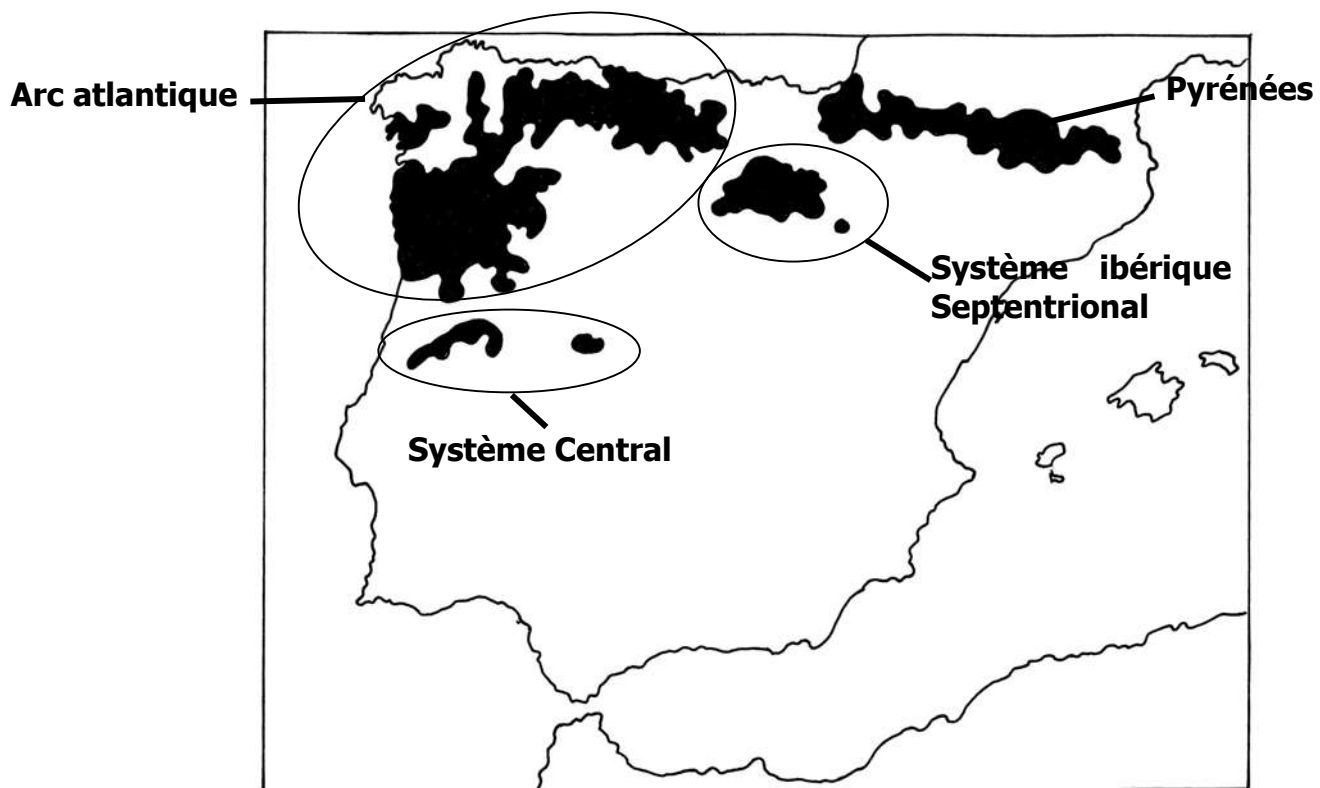 Arc atlantique
Pyrénées
Système ibérique
Septentrional
Système Central